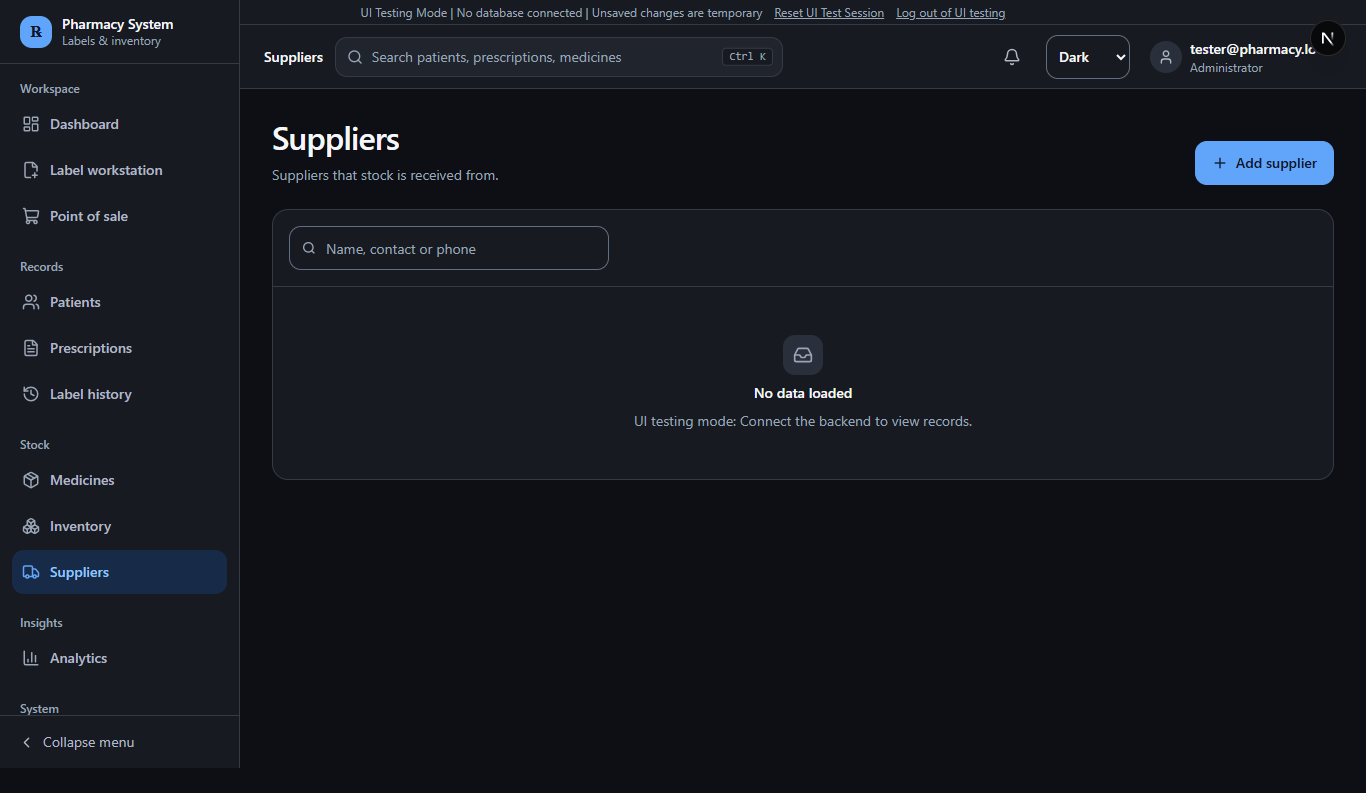 Pharmacy System
Labels & inventory
Workspace
Dashboard
Label workstation
Point of sale
Records
Patients
Prescriptions
Label history
Stock
Medicines
Inventory
Suppliers
Insights
Analytics
System
Collapse menu
UI Testing Mode | No database connected | Unsaved changes are temporary Reset UI Test Session Log out of UI testing
Suppliers
Search patients, prescriptions, medicines
Ctrl K
Dark
tester@pharmacy.lo
Administrator
N
Suppliers
Suppliers that stock is received from.
+ Add supplier
Name, contact or phone
No data loaded
UI testing mode: Connect the backend to view records.